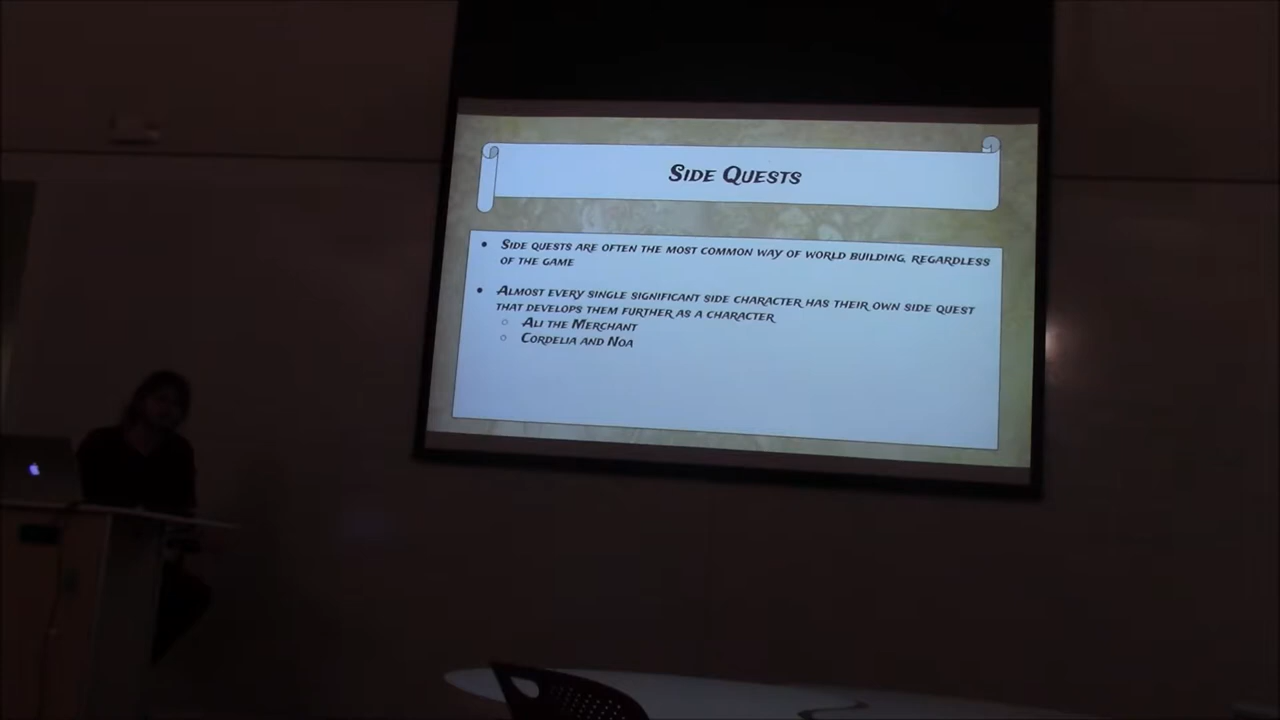 Side Quests
• Side quests are often the most common way of world building, regardless
of the game
• Almost every single significant side character has their own side quest
that develops them further as a character
○ Ali the Merchant
○ Cordelia and Noa